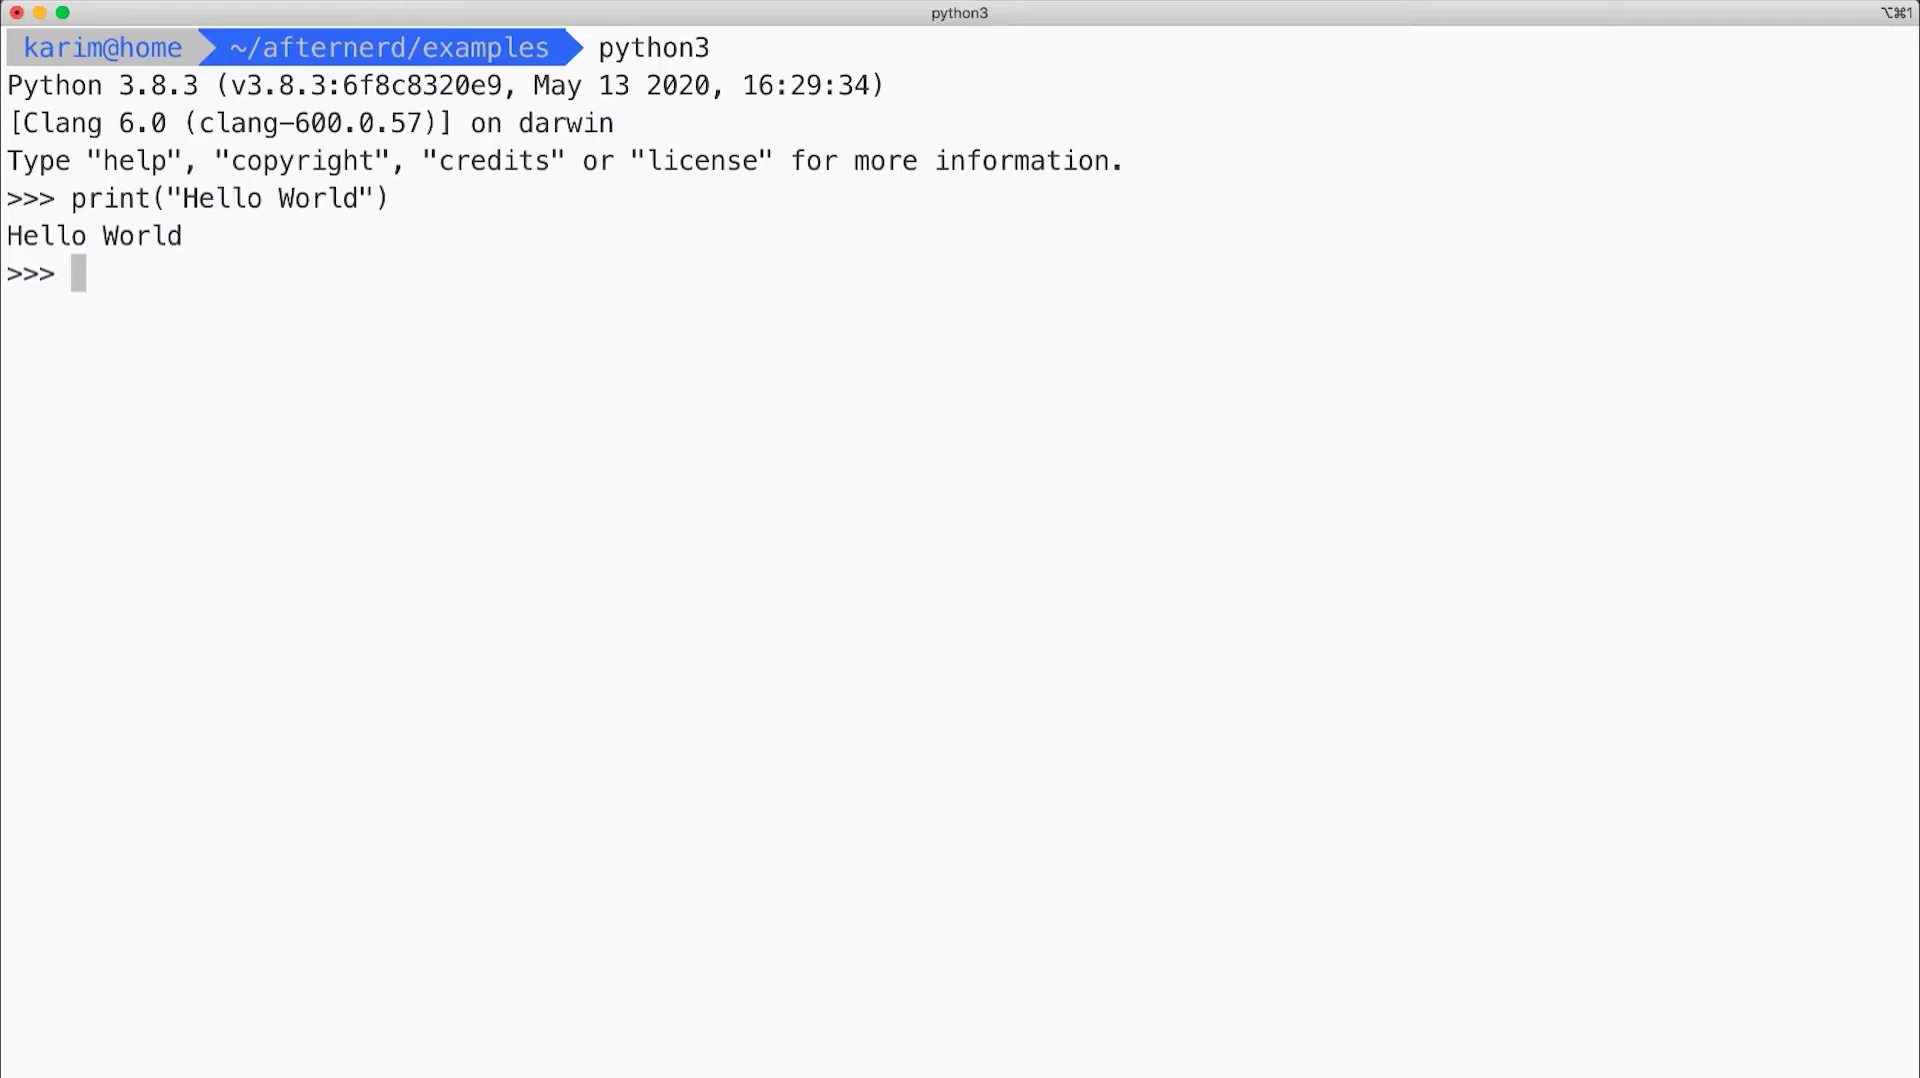 python3
⌥⌘1
karim@home ~/afternerd/examples python3
Python 3.8.3 (v3.8.3:6f8c8320e9, May 13 2020, 16:29:34)
[Clang 6.0 (clang-600.0.57)] on darwin
Type "help", "copyright", "credits" or "license" for more information.
>>> print("Hello World")
Hello World
>>>